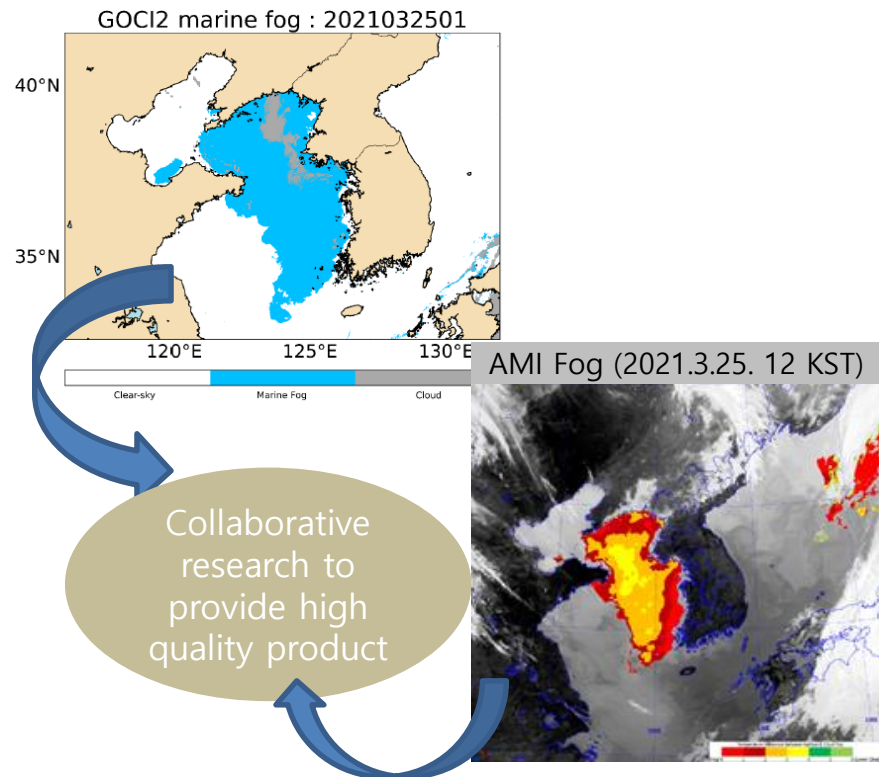 GOCI2 marine fog : 2021032501
40°N
35°N
120°E 125°E 130°E
Clear-sky Marine Fog Cloud
AMI Fog (2021.3.25. 12 KST)
Collaborative
research to
provide high
quality product